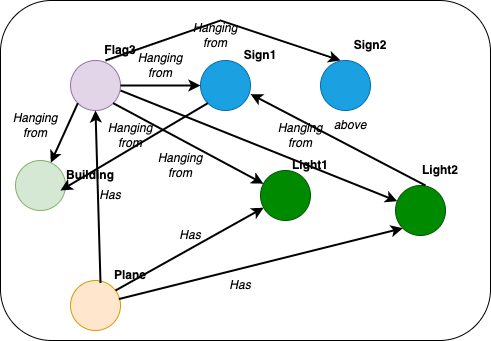 Hanging
from
Flag3
Sign1
Sign2
Hanging
from
Hanging
from
Hanging
from
Hanging
from
above
Hanging
from
Light1
Light2
Building
Has
Has
Plane
Has